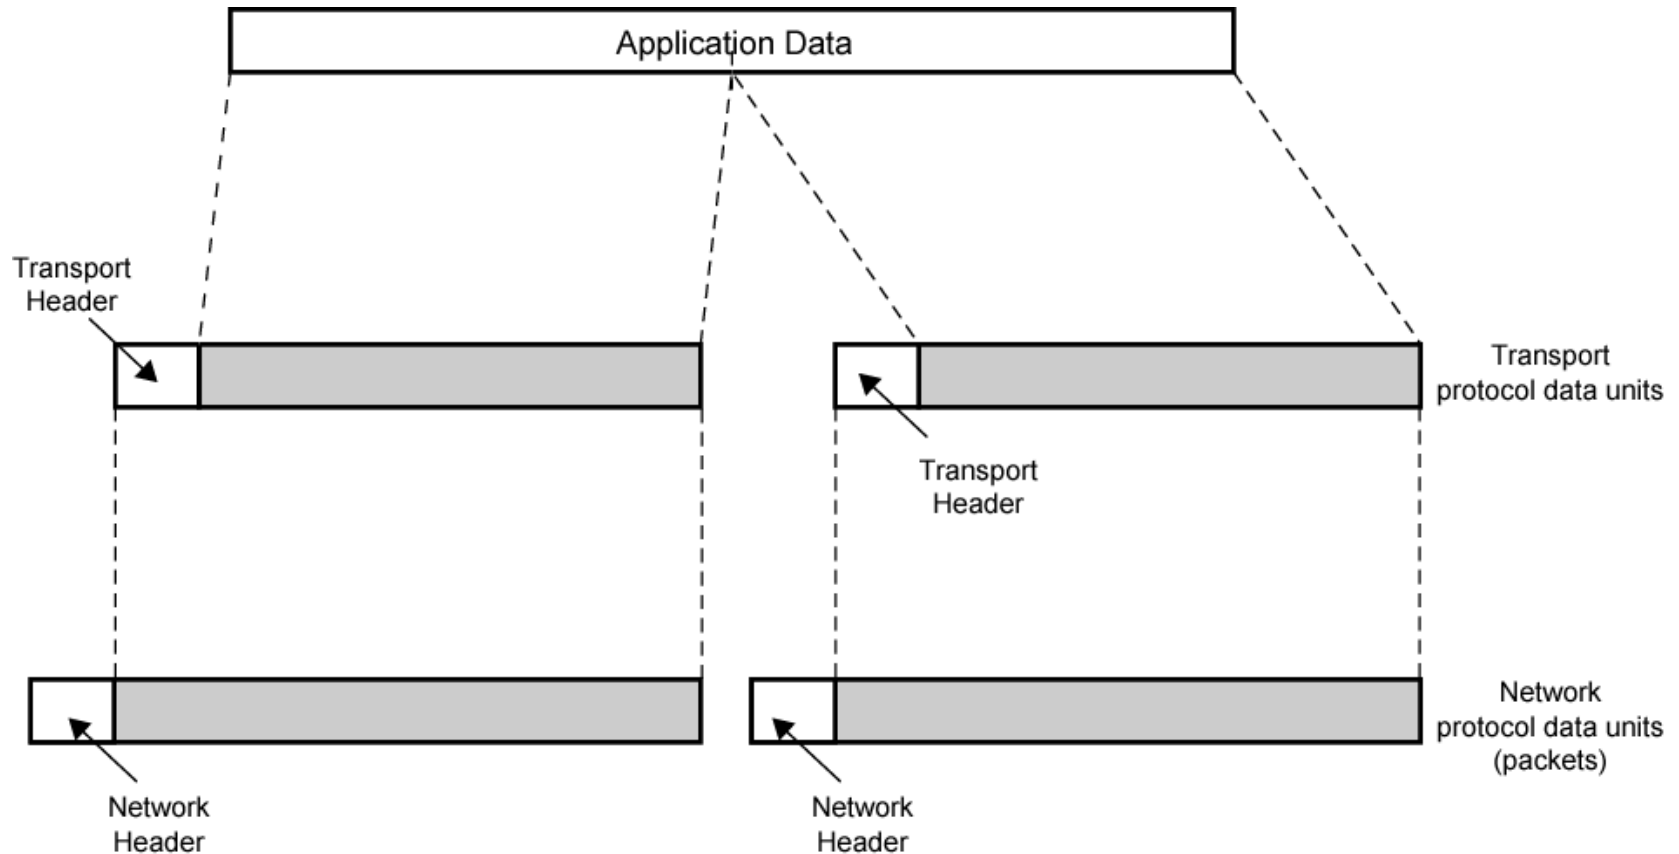 Application Data
Transport
Header
Transport
protocol data units
Transport
Header
Network
protocol data units
(packets)
Network
Header
Network
Header